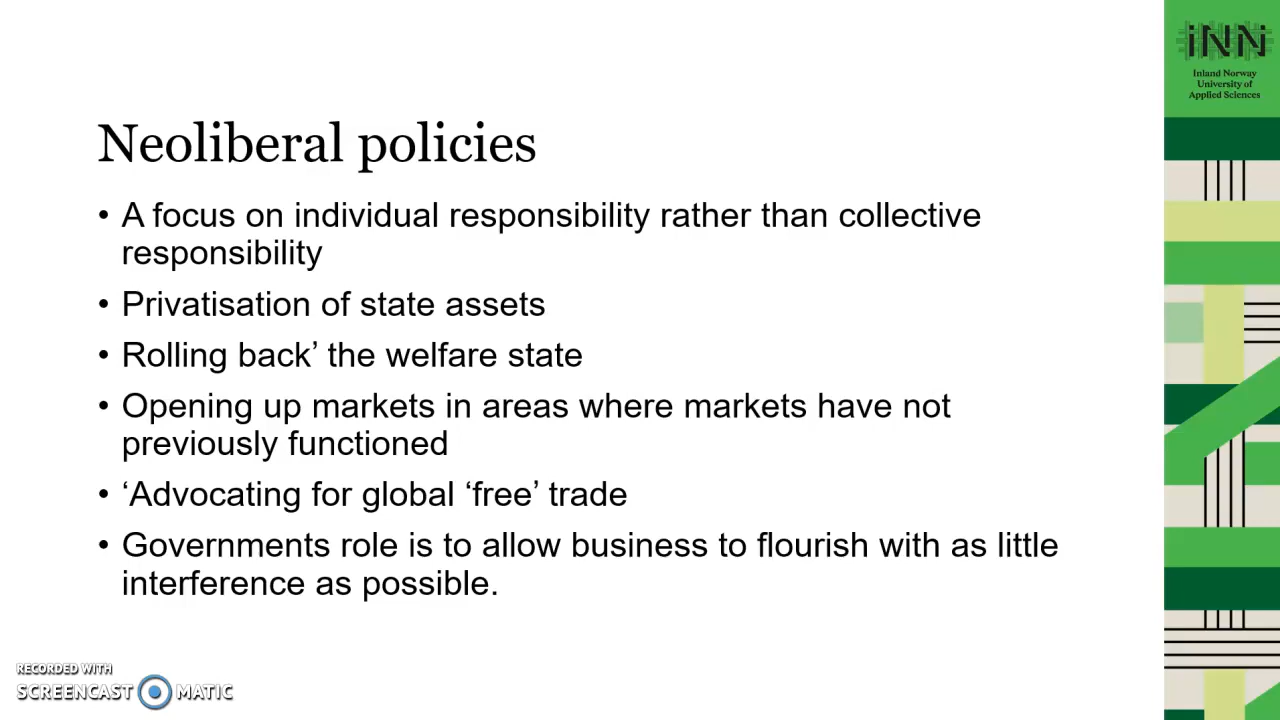 iNN
Inland Norway
University of
Applied Sciences
Neoliberal policies
• A focus on individual responsibility rather than collective
responsibility
• Privatisation of state assets
• Rolling back’ the welfare state
• Opening up markets in areas where markets have not
previously functioned
• ‘Advocating for global ‘free’ trade
• Governments role is to allow business to flourish with as little
interference as possible.
RECORDED WITH
SCREENCAST MATIC